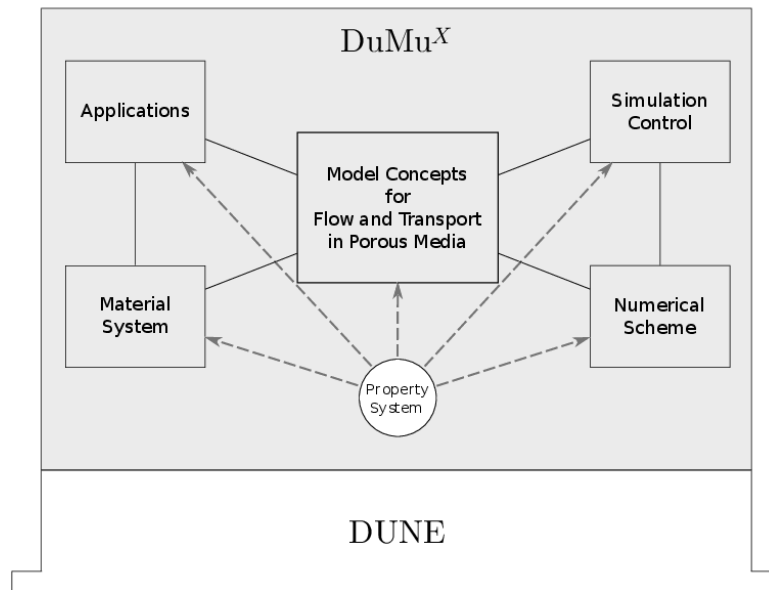 DuMuˣ
Applications
Simulation
Control
Model Concepts
for
Flow and Transport
in Porous Media
Material
System
Numerical
Scheme
Property
System
DUNE